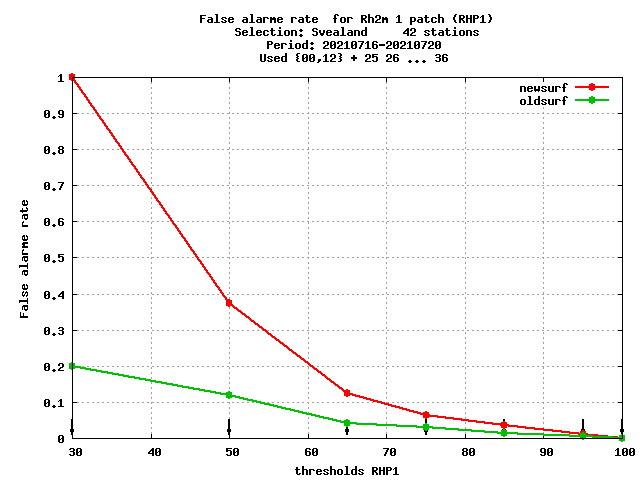 False alarme rate  for Rh2m 1 patch (RHP1)
Selection: Svealand     42 stations
Period: 20210716-20210720
Used {00,12} + 25 26 ... 36
newsurf
oldsurf
False alarme rate
1
0.9
0.8
0.7
0.6
0.5
0.4
0.3
0.2
0.1
0
30 40 50 60 70 80 90 100
thresholds RHP1